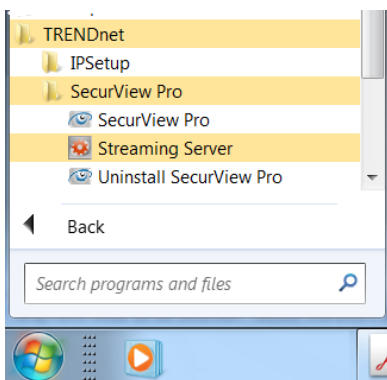 TRENDnet
IPSetup
SecurView Pro
SecurView Pro
Streaming Server
Uninstall SecurView Pro
Back
Search programs and files